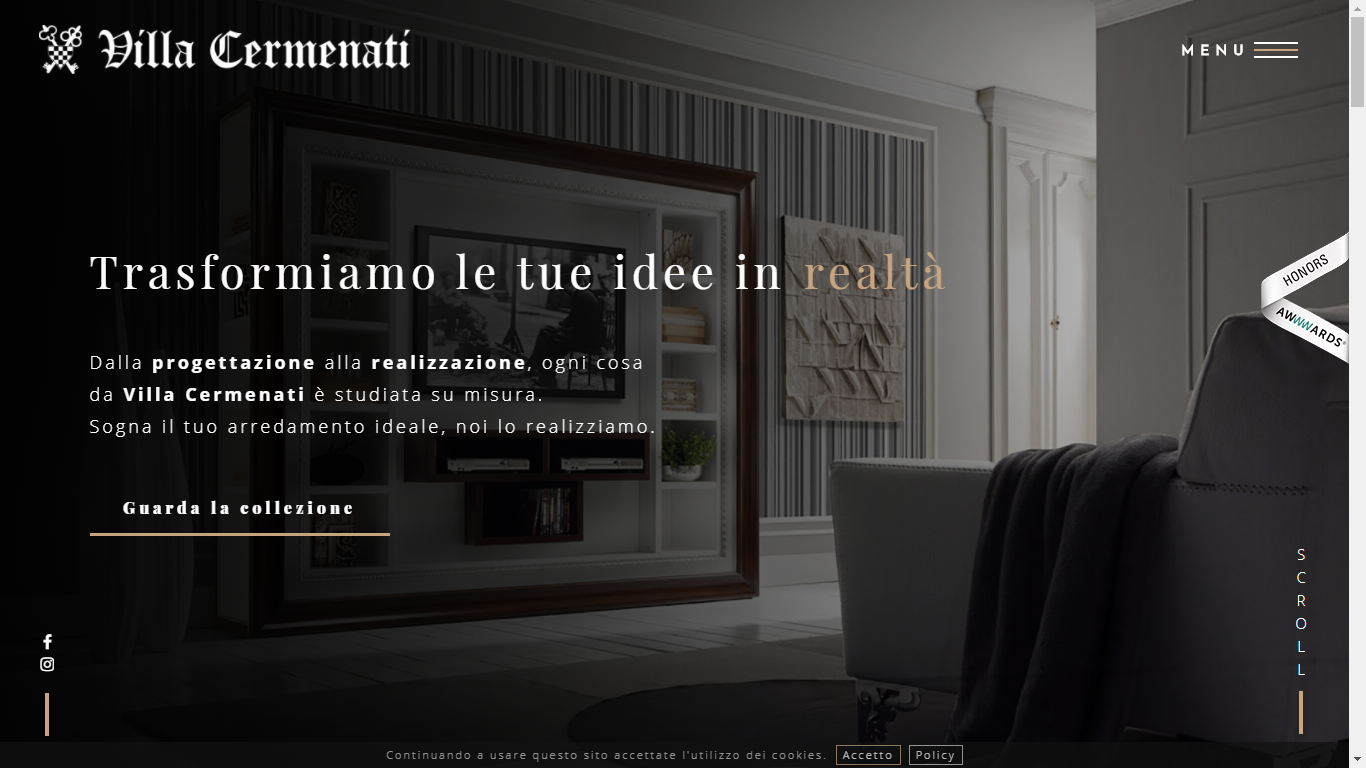 Villa Cermenati
MENU
HONORS
AWWWARDS
Trasformiamo le tue idee in realtà
Dalla progettazione alla realizzazione, ogni cosa
da Villa Cermenati è studiata su misura.
Sogna il tuo arredamento ideale, noi lo realizziamo.
Guarda la collezione
SCROLL
Continuando a usare questo sito accettate l'utilizzo dei cookies. Accetto Policy